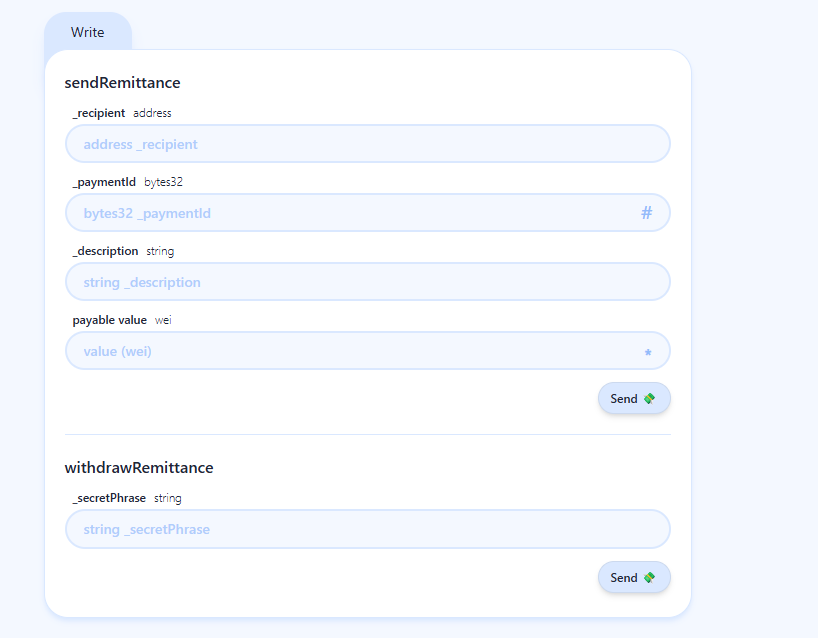 Write
sendRemittance
_recipient address
address _recipient
_paymentId bytes32
bytes32 _paymentId
#
_description string
string _description
payable value wei
value (wei)
*
Send 💸
withdrawRemittance
_secretPhrase string
string _secretPhrase
Send 💸